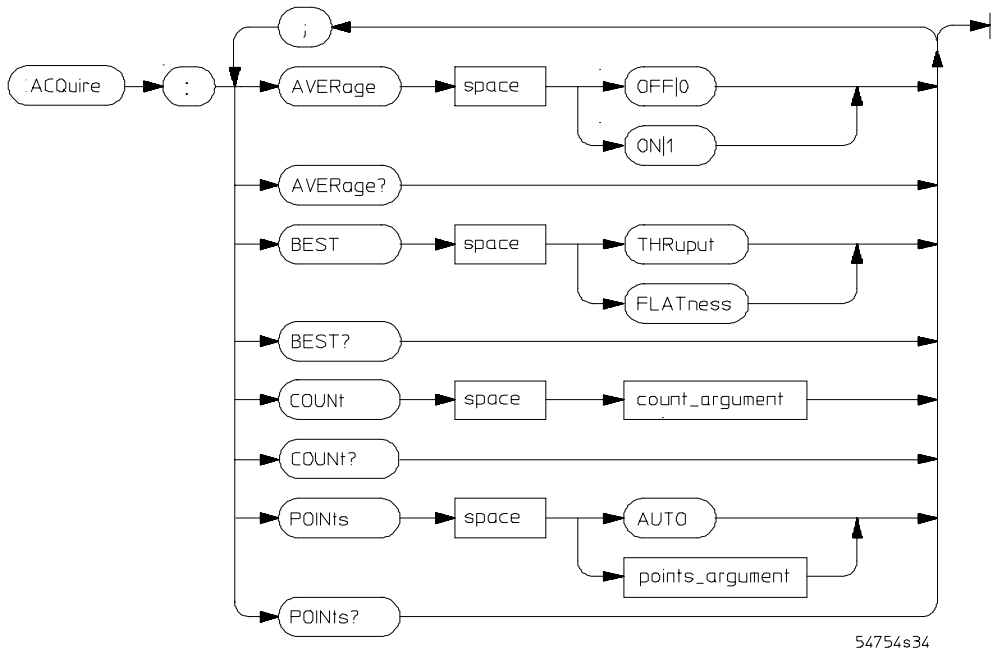 ;
:ACQuire : AVERage space OFF|0
ON|1
AVERage?
BEST space THRuput
FLATness
BEST?
COUNt space count_argument
COUNt?
POINts space AUTO
points_argument
POINts?
54754s34